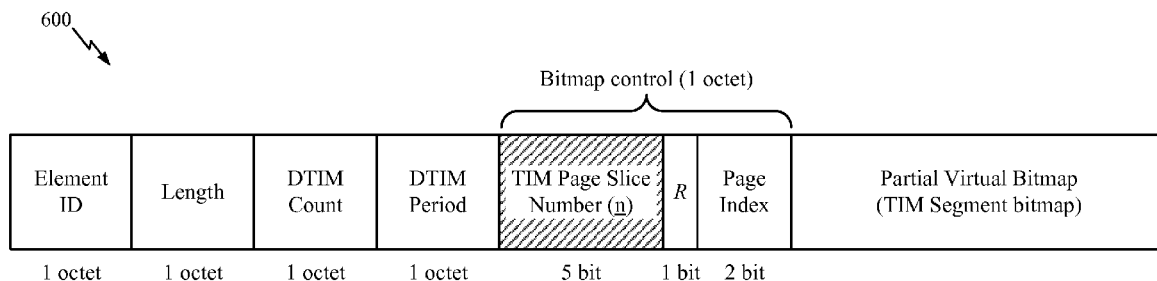 600
Bitmap control (1 octet)
Element
ID
Length
DTIM
Count
DTIM
Period
TIM Page Slice
Number (n)
R
Page
Index
Partial Virtual Bitmap
(TIM Segment bitmap)
1 octet
1 octet
1 octet
1 octet
5 bit
1 bit
2 bit